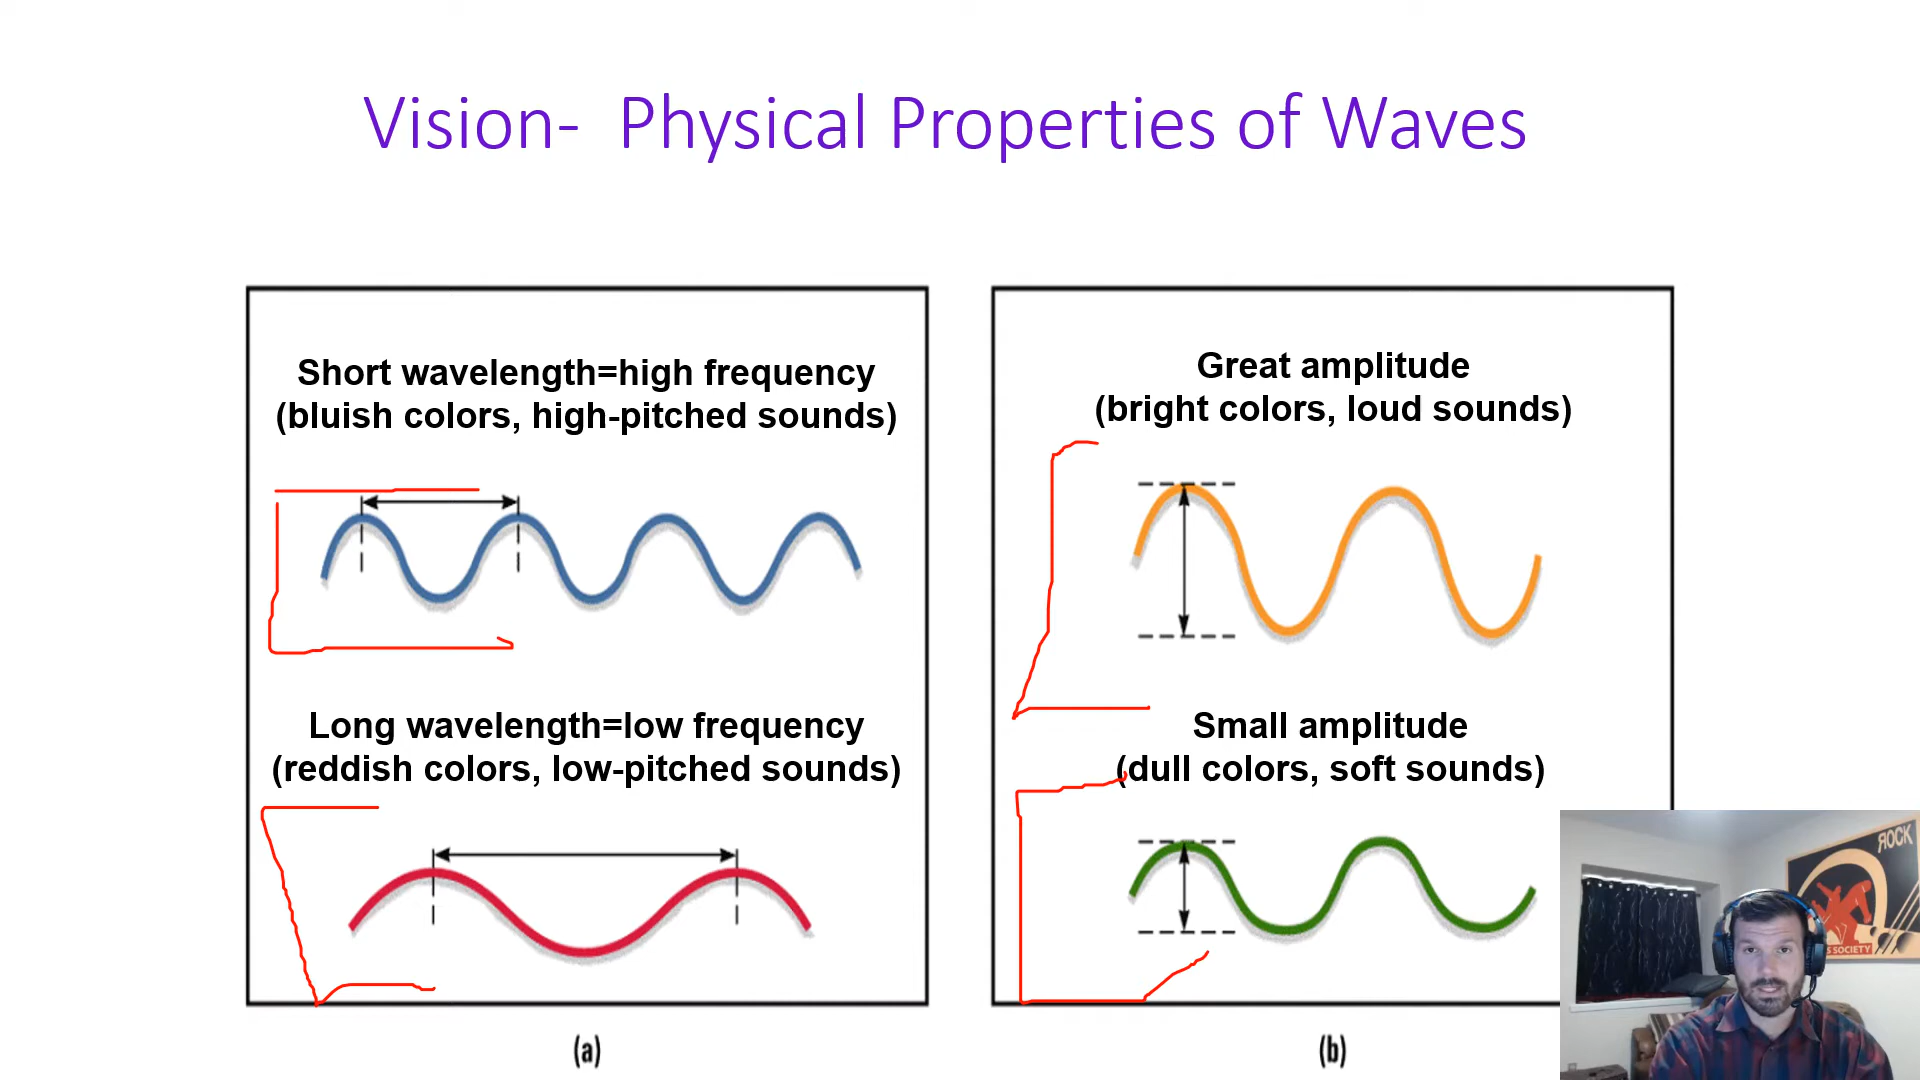 Vision-  Physical Properties of Waves
Short wavelength=high frequency
(bluish colors, high-pitched sounds)
Long wavelength=low frequency
(reddish colors, low-pitched sounds)
(a)
Great amplitude
(bright colors, loud sounds)
Small amplitude
(dull colors, soft sounds)
(b)
ЯOCK
SOCIETY